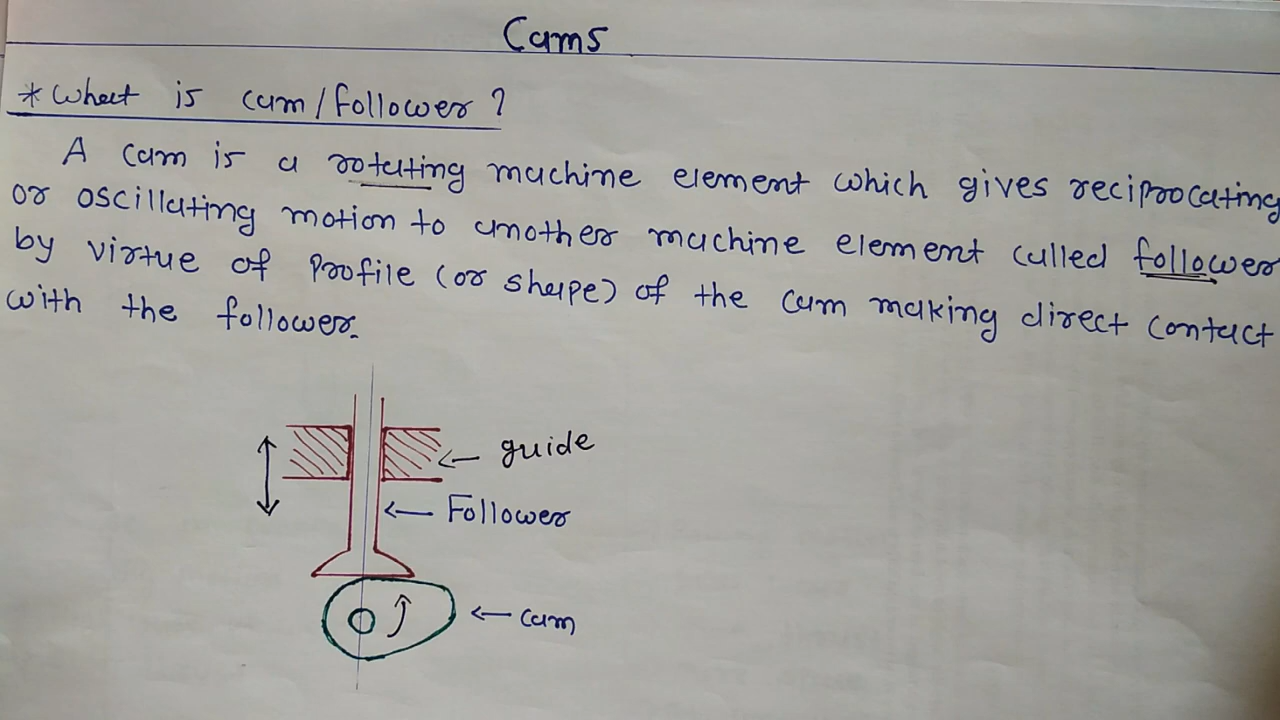 Cams
* What is cam/follower ?
A cam is a rotating machine element which gives reciprocating
or oscillating motion to another machine element called follower
by virtue of Profile (or shape) of the cam making direct contact
with the follower.
guide
Follower
cam